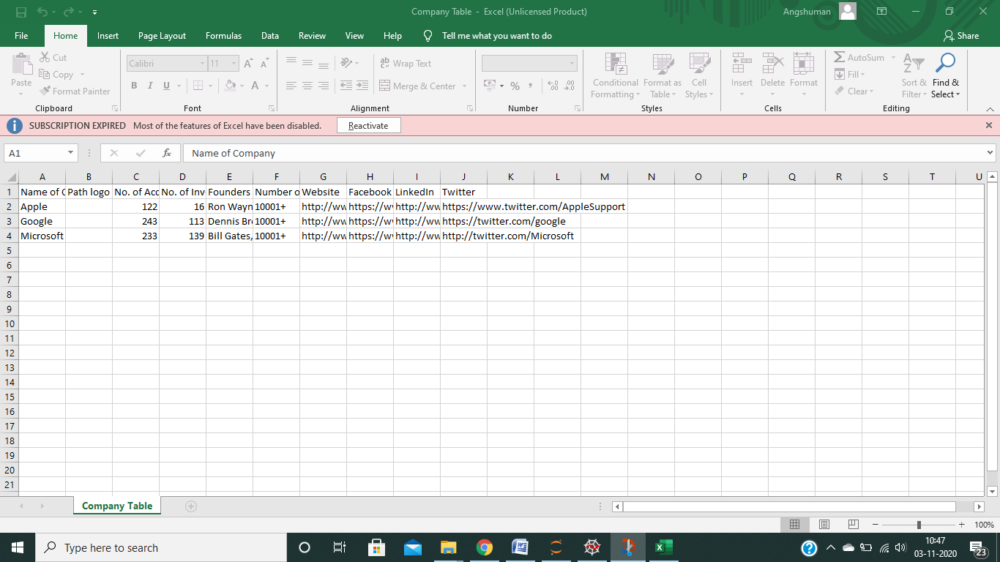 Company Table - Excel (Unlicensed Product)
Angshuman
File Home Insert Page Layout Formulas Data Review View Help Tell me what you want to do Share
Paste
Cut
Copy
Format Painter
Clipboard
Calibri 11 A A
B I U A
Font
ab Wrap Text
Merge & Center
Alignment
% , .00 .0
Number
Conditional Formatting
Format as Table
Cell Styles
Styles
Insert Delete Format
Cells
AutoSum
Fill
Clear
Sort & Filter
Find & Select
Editing
SUBSCRIPTION EXPIRED Most of the features of Excel have been disabled. Reactivate
A1 fx Name of Company
A B C D E F G H I J K L M N O P Q R S T U
1 Name of C Path logo No. of Acc No. of Inv Founders Number o Website Facebook LinkedIn Twitter
2 Apple 122 16 Ron Wayn 10001+ http://ww https://w http://ww https://www.twitter.com/AppleSupport
3 Google 243 113 Dennis Br 10001+ http://ww https://w http://ww https://twitter.com/google
4 Microsoft 233 139 Bill Gates, 10001+ http://ww https://w http://ww http://twitter.com/Microsoft
5
6
7
8
9
10
11
12
13
14
15
16
17
18
19
20
21
Company Table
100%
Type here to search
10:47
03-11-2020
23